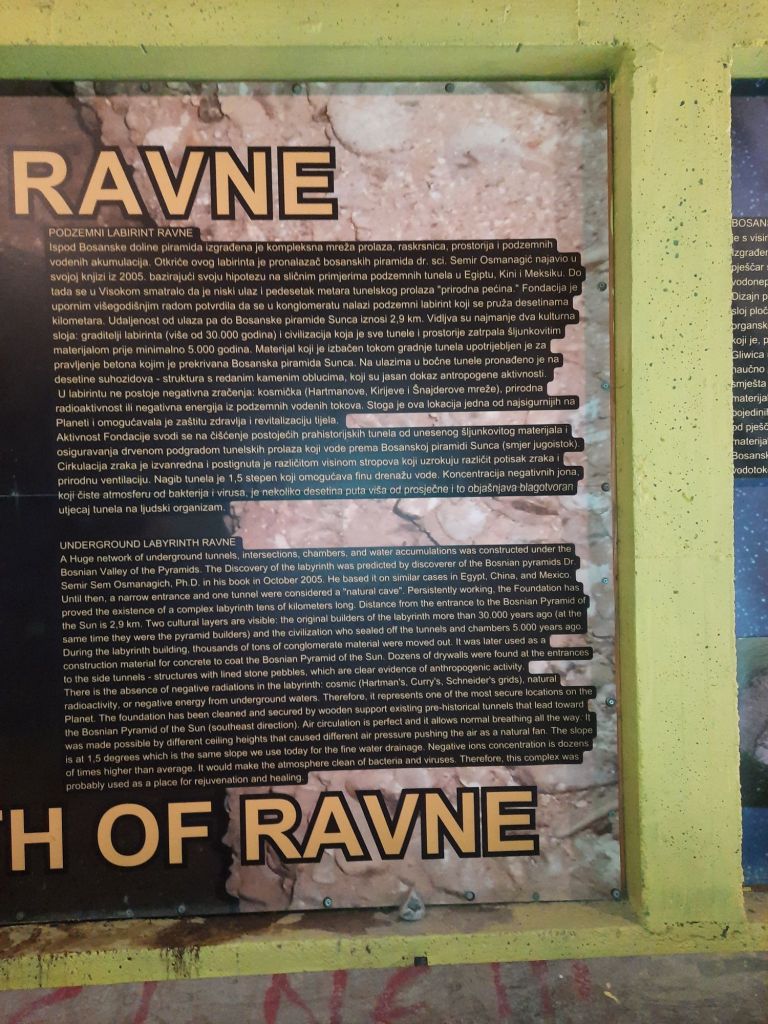 RAVNE
PODZEMNI LABIRINT RAVNE
Ispod Bosanske doline piramida izgrađena je kompleksna mreža prolaza, raskrsnica, prostorija i podzemnih
vodenih akumulacija. Otkriće ovog labirinta je pronalazač bosanskih piramida dr. sci. Semir Osmanagić najavio u
svojoj knjizi iz 2005. bazirajući svoju hipotezu na sličnim primjerima podzemnih tunela u Egiptu, Kini i Meksiku. Do
tada se u Visokom smatralo da je niski ulaz i pedesetak metara tunelskog prolaza "prirodna pećina." Fondacija je
upornim višegodišnjim radom potvrdila da se u konglomeratu nalazi podzemni labirint koji se pruža desetinama
kilometara. Udaljenost od ulaza pa do Bosanske piramide Sunca iznosi 2,9 km. Vidljva su najmanje dva kulturna
sloja: graditelji labirinta (više od 30.000 godina) i civilizacija koja je sve tunele i prostorije zatrpala šljunkovitim
materijalom prije minimalno 5.000 godina. Materijal koji je izbačen tokom gradnje tunela upotrijebljen je za
pravljenje betona kojim je prekrivana Bosanska piramida Sunca. Na ulazima u bočne tunele pronađeno je na
desetine suhozidova - struktura s redanim kamenim oblucima, koji su jasan dokaz antropogene aktivnosti.
U labirintu ne postoje negativna zračenja: kosmička (Hartmanove, Kirijeve i Šnajderove mreže), prirodna
radioaktivnost ili negativna energija iz podzemnih vodenih tokova. Stoga je ova lokacija jedna od najsigurnijih na
Planeti i omogućavala je zaštitu zdravlja i revitalizaciju tijela.
Aktivnost Fondacije svodi se na čišćenje postojećih prahistorijskih tunela od unesenog šljunkovitog materijala i
osiguravanja drvenom podgradom tunelskih prolaza koji vode prema Bosanskoj piramidi Sunca (smjer jugoistok).
Cirkulacija zraka je izvanredna i postignuta je različitom visinom stropova koji uzrokuju različit potisak zraka i
prirodnu ventilaciju. Nagib tunela je 1,5 stepen koji omogućava finu drenažu vode. Koncentracija negativnih jona,
koji čiste atmosferu od bakterija i virusa, je nekoliko desetina puta viša od prosječne i to objašnjava blagotvoran
utjecaj tunela na ljudski organizam.
UNDERGROUND LABYRINTH RAVNE
A Huge network of underground tunnels, intersections, chambers, and water accumulations was constructed under the
Bosnian Valley of the Pyramids. The Discovery of the labyrinth was predicted by discoverer of the Bosnian pyramids Dr.
Semir Sem Osmanagich, Ph.D. in his book in October 2005. He based it on similar cases in Egypt, China, and Mexico.
Until then, a narrow entrance and one tunnel were considered a "natural cave". Persistently working, the Foundation has
proved the existence of a complex labyrinth tens of kilometers long. Distance from the entrance to the Bosnian Pyramid of
the Sun is 2,9 km. Two cultural layers are visible: the original builders of the labyrinth more than 30.000 years ago (at the
same time they were the pyramid builders) and the civilization who sealed off the tunnels and chambers 5.000 years ago.
During the labyrinth building, thousands of tons of conglomerate material were moved out. It was later used as a
construction material for concrete to coat the Bosnian Pyramid of the Sun. Dozens of drywalls were found at the entrances
to the side tunnels - structures with lined stone pebbles, which are clear evidence of anthropogenic activity.
There is the absence of negative radiations in the labyrinth: cosmic (Hartman's, Curry's, Schneider's grids), natural
radioactivity, or negative energy from underground waters. Therefore, it represents one of the most secure locations on the
Planet. The foundation has been cleaned and secured by wooden support existing pre-historical tunnels that lead toward
the Bosnian Pyramid of the Sun (southeast direction). Air circulation is perfect and it allows normal breathing all the way. It
was made possible by different ceiling heights that caused different air pressure pushing the air as a natural fan. The slope
is at 1,5 degrees which is the same slope we use today for the fine water drainage. Negative ions concentration is dozens
of times higher than average. It would make the atmosphere clean of bacteria and viruses. Therefore, this complex was
probably used as a place for rejuvenation and healing.
TH OF RAVNE
BOSAN
je s visir
Izgrađer
pješčar s
vodonep
Dizajn p
sloj ploč
organsk
koji je, p
Gliwica
naučno
smješta
materija
pojedinih
od pješč
materijal
Bosansk
vodotok